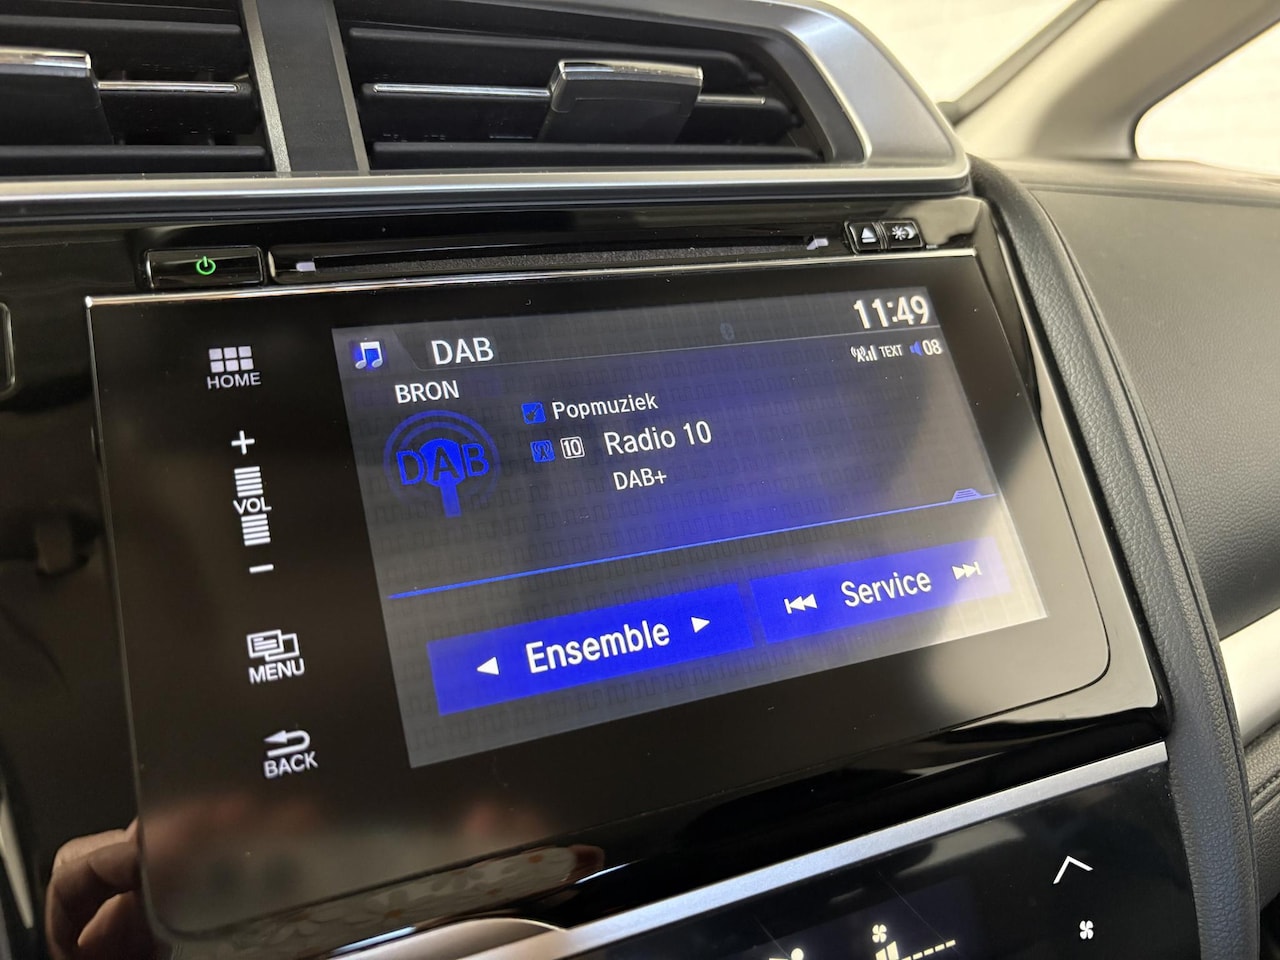 11:49
DAB
TEXT 08
BRON
DAB
Popmuziek
10 Radio 10
DAB+
Ensemble
Service
HOME
+
VOL
-
MENU
BACK